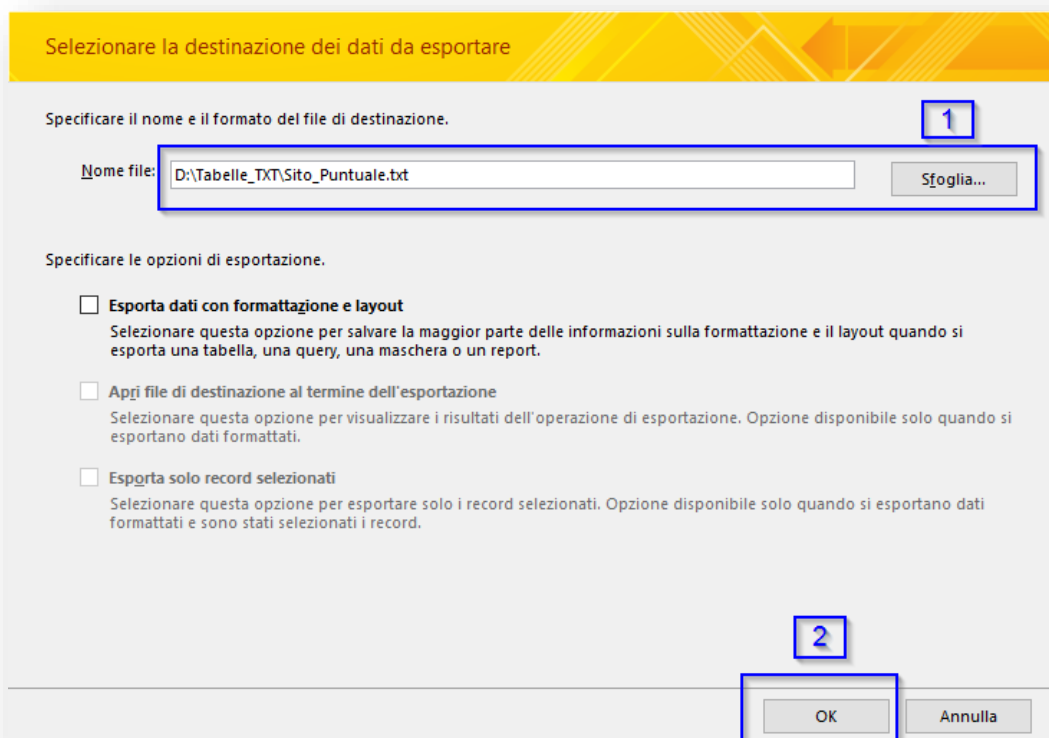 Selezionare la destinazione dei dati da esportare
Specificare il nome e il formato del file di destinazione.
1
Nome file:
D:\Tabelle_TXT\Sito_Puntuale.txt
Sfoglia...
Specificare le opzioni di esportazione.
Esporta dati con formattazione e layout
Selezionare questa opzione per salvare la maggior parte delle informazioni sulla formattazione e il layout quando si
esporta una tabella, una query, una maschera o un report.
Apri file di destinazione al termine dell'esportazione
Selezionare questa opzione per visualizzare i risultati dell'operazione di esportazione. Opzione disponibile solo quando si
esportano dati formattati.
Esporta solo record selezionati
Selezionare questa opzione per esportare solo i record selezionati. Opzione disponibile solo quando si esportano dati
formattati e sono stati selezionati i record.
2
OK
Annulla